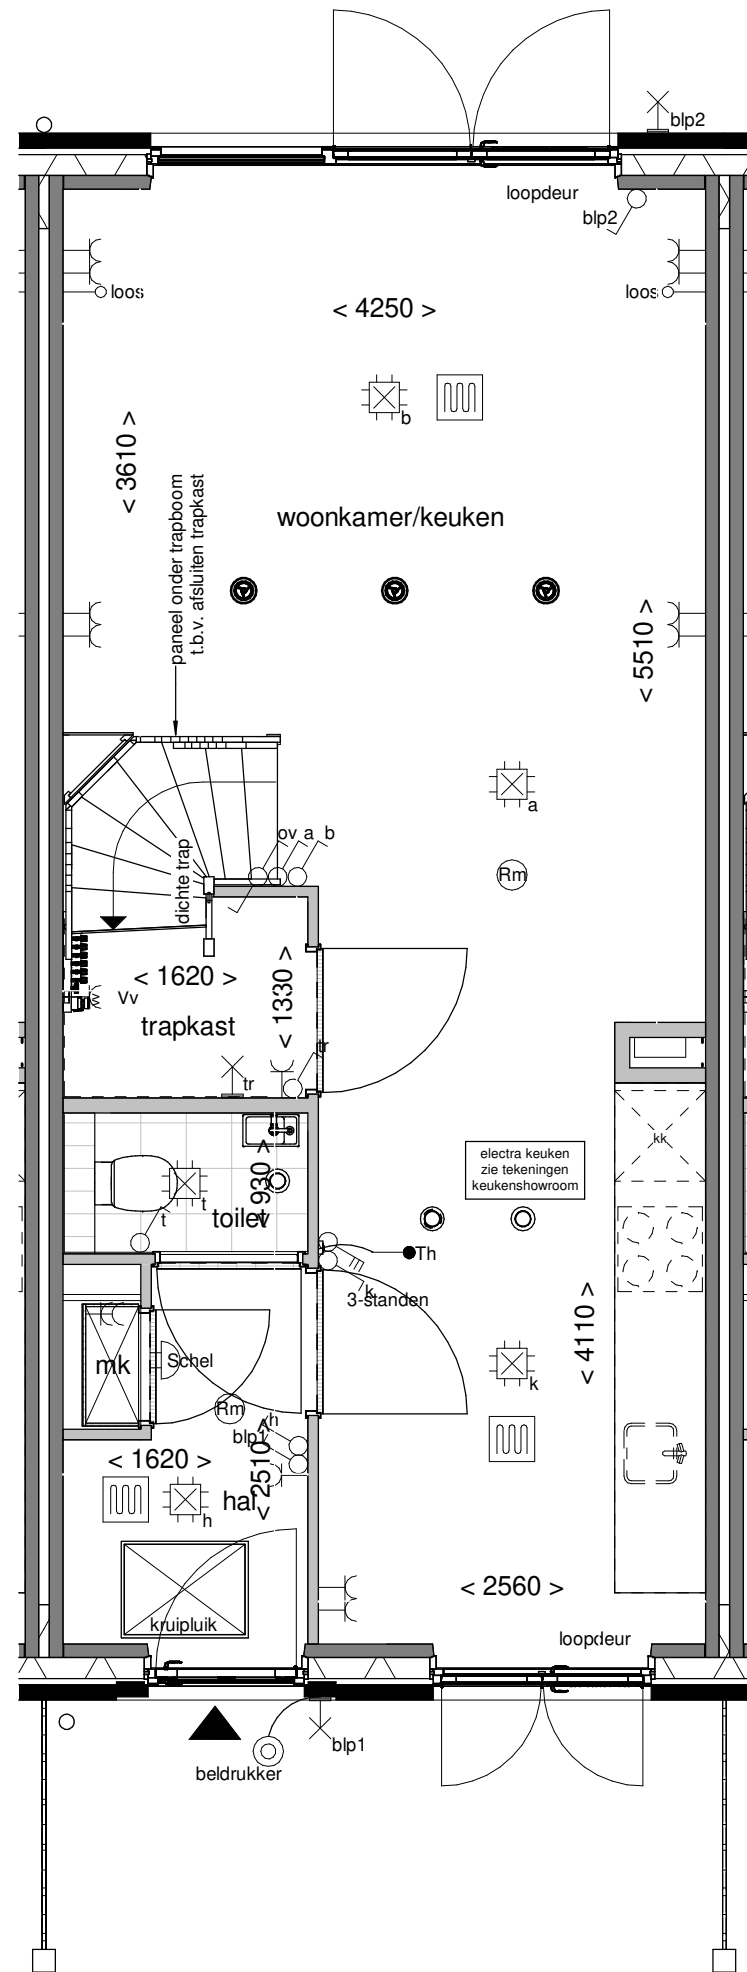 blp2
loopdeur
blp2
loos
loos
< 4250 >
b
< 3610 >
paneel onder trapboom
t.b.v. afsluiten trapkast
woonkamer/keuken
< 5510 >
a
ov a b
dichte trap
Rm
< 1620 >
< 1330 >
Vv
trapkast
tr
tr
kk
electra keuken
zie tekeningen
keukenshowroom
< 930 >
t
t
toilet
Th
k
3-standen
< 4110 >
mk
Schel
k
Rm
h
blp1
< 1620 >
< 2510 >
hal
h
< 2560 >
kruipluik
loopdeur
blp1
beldrukker